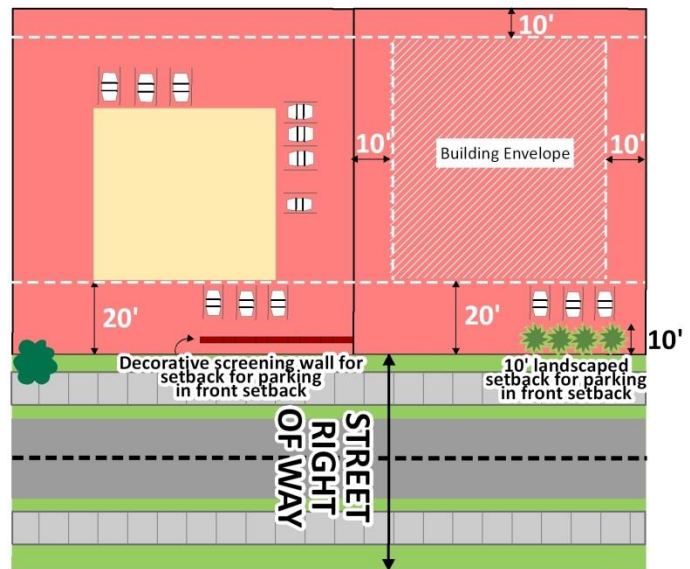 10'
10'
Building Envelope
10'
20'
20'
10'
Decorative screening wall for
setback for parking
in front setback
10' landscaped
setback for parking
in front setback
STREET
RIGHT
OF WAY